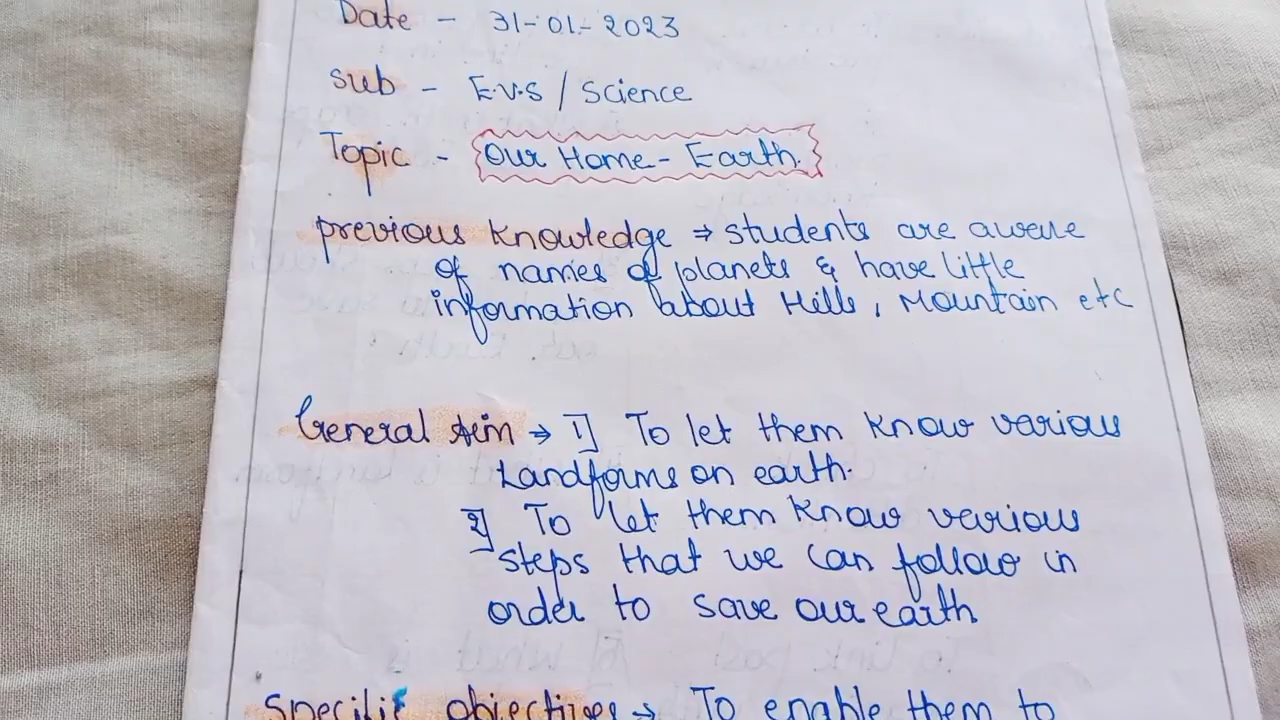 Date - 31-01-2023
Sub - E.V.S / Science
Topic - Our Home - Earth.
previous knowledge ⇒ students are aware
of names of planets & have little
information about Hills, Mountain etc
General Aim → 1] To let them know various
Landforms on earth.
2] To let them know various
steps that we can follow in
order to save our earth
Specific objectives → To enable them to